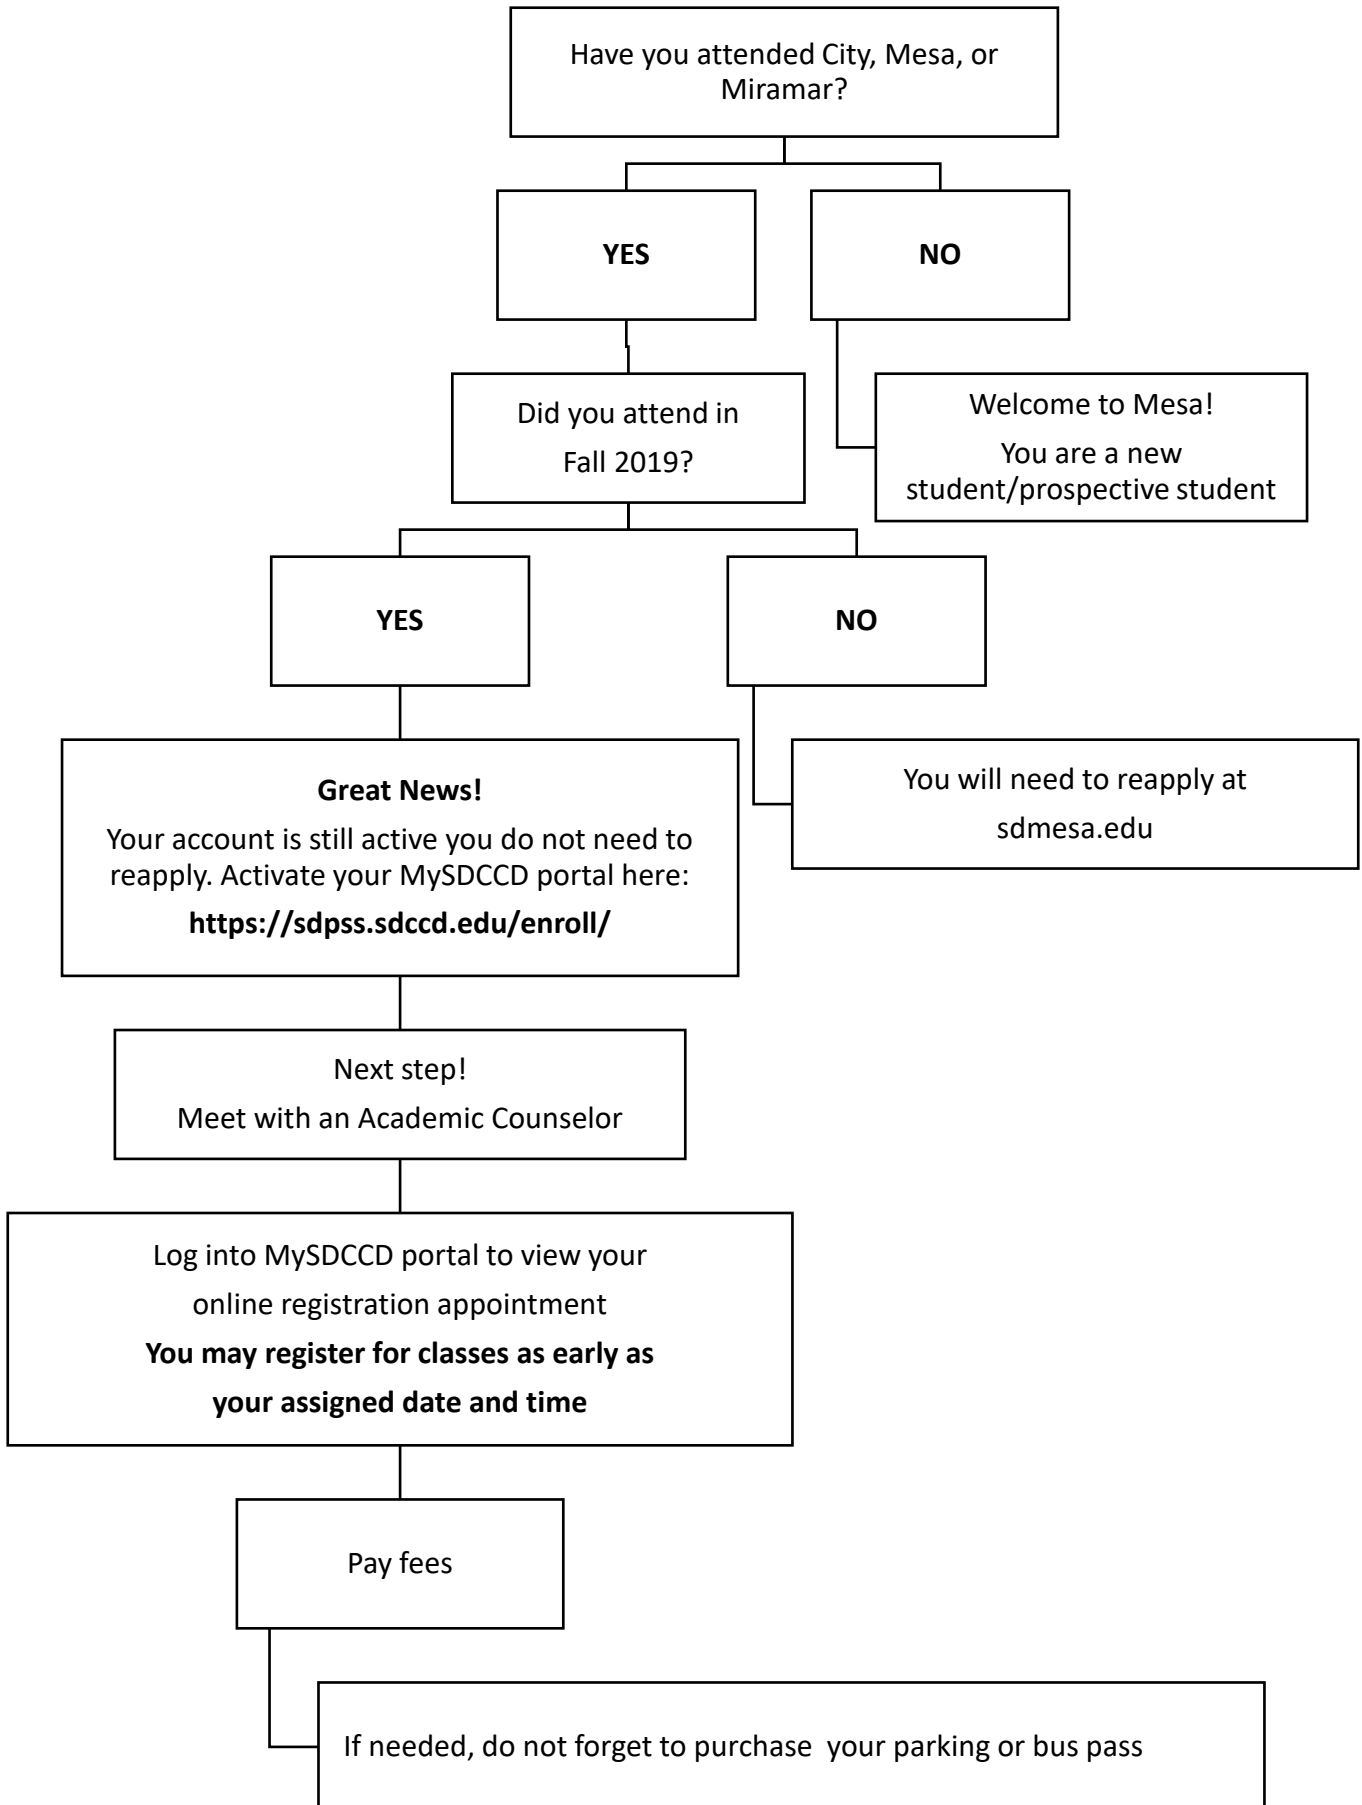 Have you attended City, Mesa, or
Miramar?
YES
NO
Did you attend in
Fall 2019?
Welcome to Mesa!
You are a new
student/prospective student
YES
NO
Great News!
Your account is still active you do not need to
reapply. Activate your MySDCCD portal here:
https://sdpss.sdccd.edu/enroll/
You will need to reapply at
sdmesa.edu
Next step!
Meet with an Academic Counselor
Log into MySDCCD portal to view your
online registration appointment
You may register for classes as early as
your assigned date and time
Pay fees
If needed, do not forget to purchase  your parking or bus pass